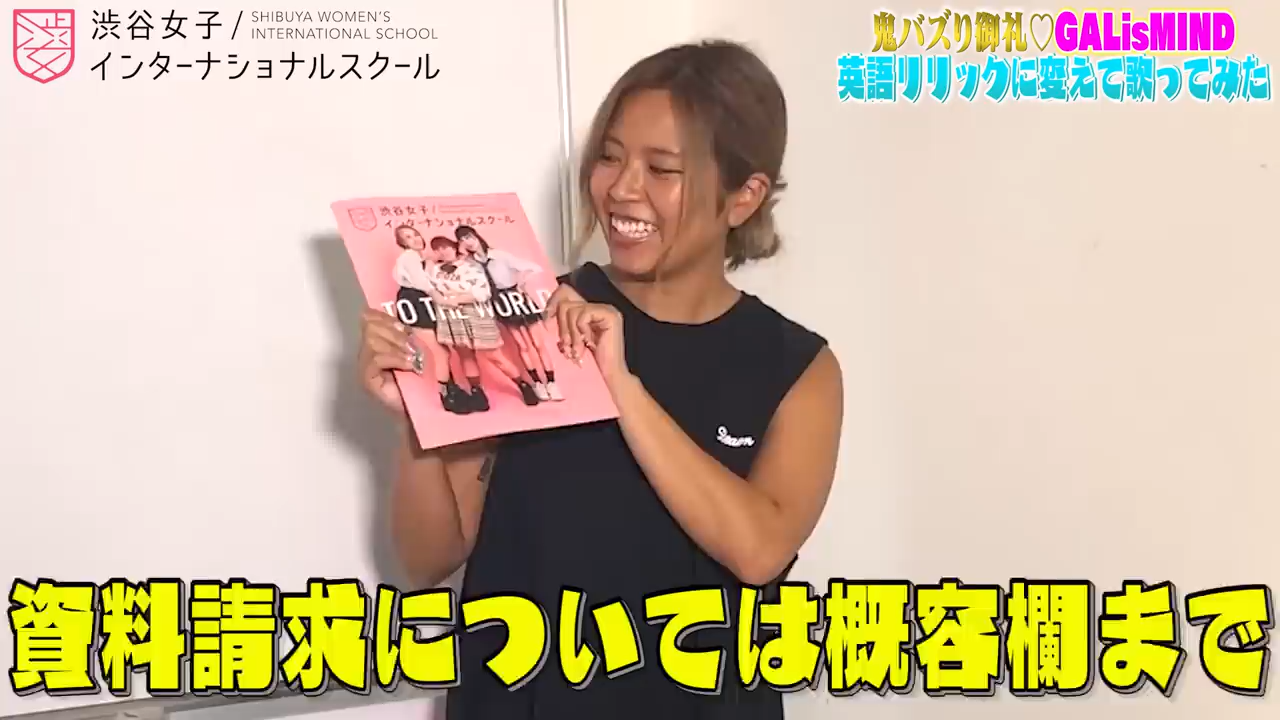 渋谷女子/
SHIBUYA WOMEN'S
INTERNATIONAL SCHOOL
インターナショナルスクール
鬼バズり御礼♡GALisMIND
英語リリックに変えて歌ってみた
渋谷女子/
インターナショナルスクール
TO THE WORLD
資料請求については概容欄まで